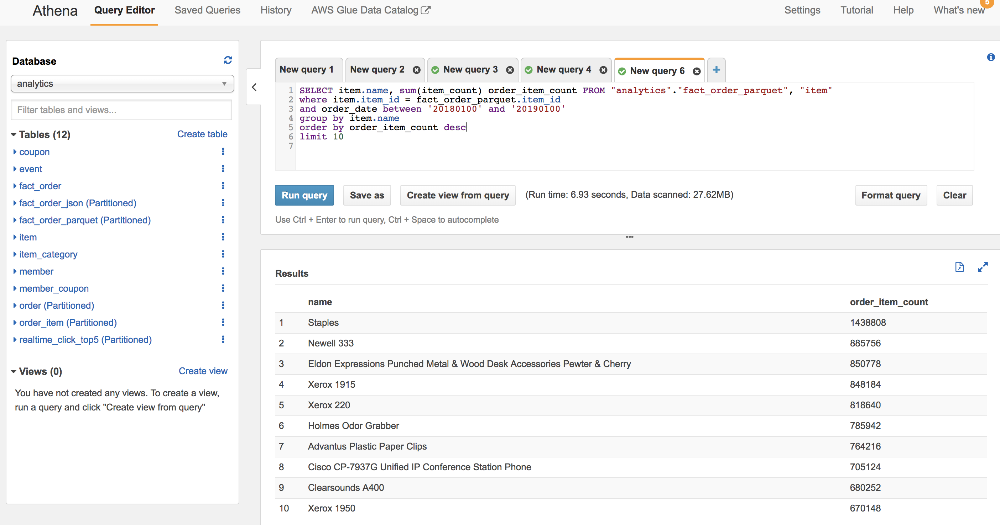 Athena Query Editor Saved Queries History AWS Glue Data Catalog Settings Tutorial Help What's new 5
Database
analytics
Filter tables and views...
Tables (12) Create table
coupon
event
fact_order
fact_order_json (Partitioned)
fact_order_parquet (Partitioned)
item
item_category
member
member_coupon
order (Partitioned)
order_item (Partitioned)
realtime_click_top5 (Partitioned)
Views (0) Create view
You have not created any views. To create a view,
run a query and click "Create view from query"
New query 1 New query 2 New query 3 New query 4 New query 6
1 SELECT item.name, sum(item_count) order_item_count FROM "analytics"."fact_order_parquet", "item"
2 where item.item_id = fact_order_parquet.item_id
3 and order_date between '20180100' and '20190100'
4 group by item.name
5 order by order_item_count desc
6 limit 10
7
Run query Save as Create view from query (Run time: 6.93 seconds, Data scanned: 27.62MB) Format query Clear
Use Ctrl + Enter to run query, Ctrl + Space to autocomplete
Results
name order_item_count
1 Staples 1438808
2 Newell 333 885756
3 Eldon Expressions Punched Metal & Wood Desk Accessories Pewter & Cherry 850778
4 Xerox 1915 848184
5 Xerox 220 818640
6 Holmes Odor Grabber 785942
7 Advantus Plastic Paper Clips 764216
8 Cisco CP-7937G Unified IP Conference Station Phone 705124
9 Clearsounds A400 680252
10 Xerox 1950 670148